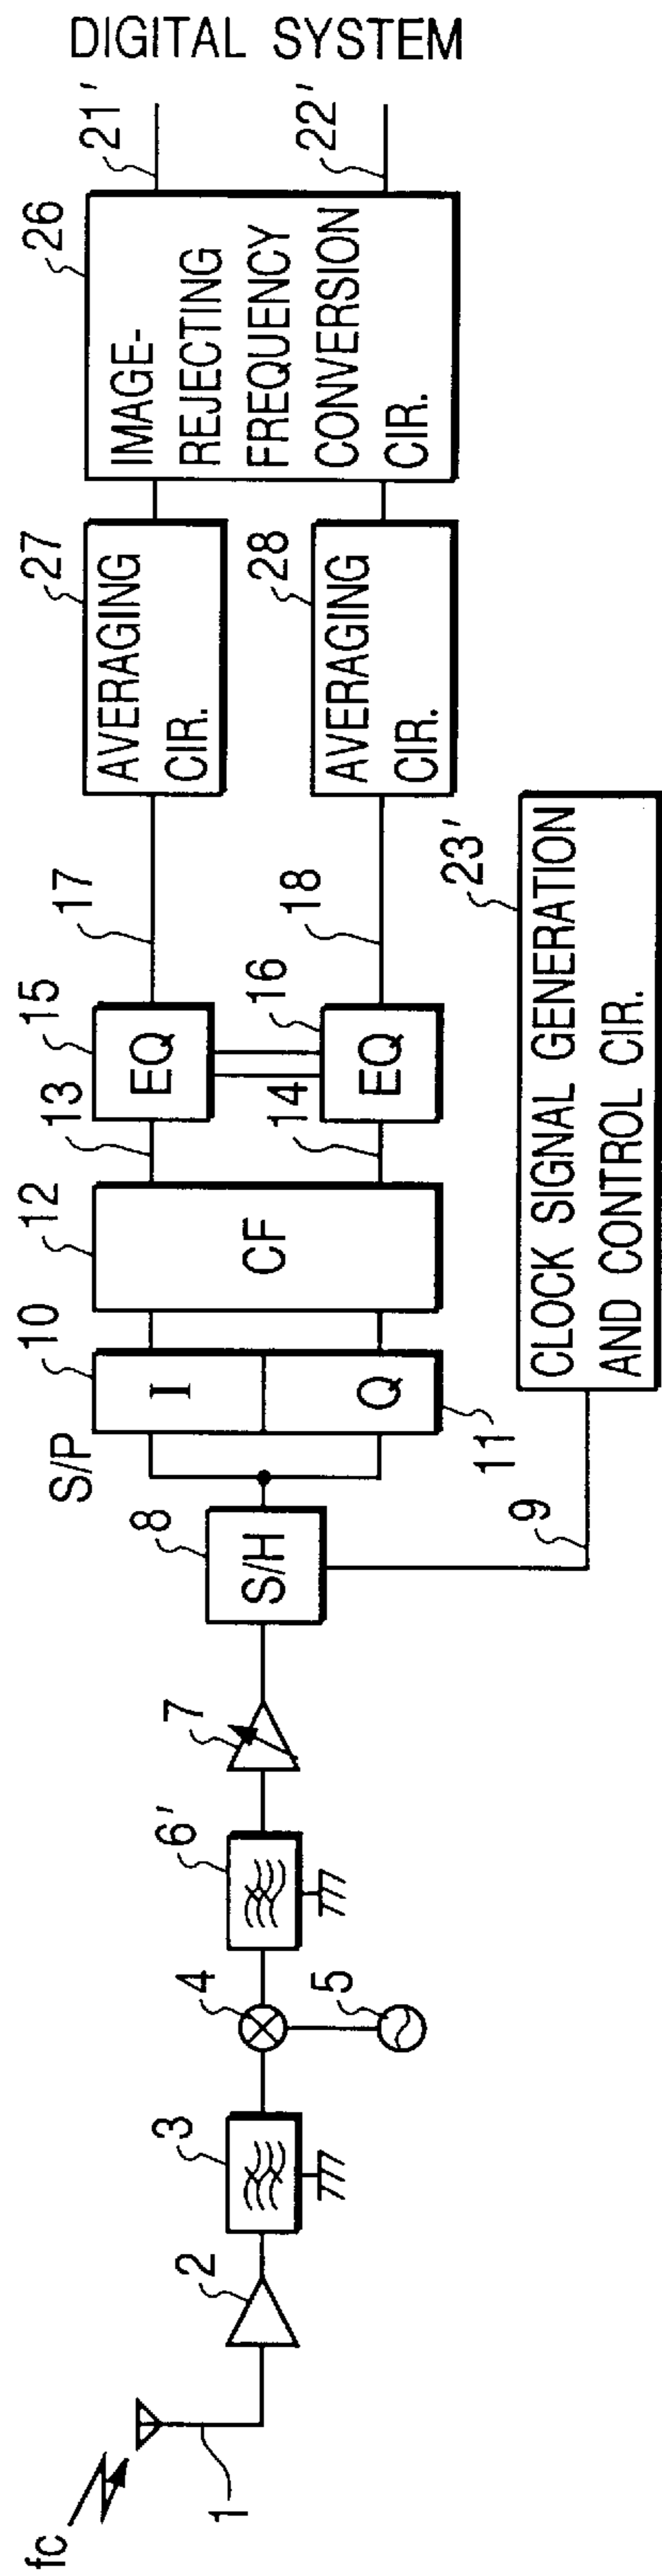 fc
1
2
3
4
5
6'
7
8
S/H
9
S/P
10
I
Q
11
12
CF
13
14
15
EQ
16
EQ
17
18
27
AVERAGING
CIR.
28
AVERAGING
CIR.
23'
CLOCK SIGNAL GENERATION
AND CONTROL CIR.
26
IMAGE-
REJECTING
FREQUENCY
CONVERSION
CIR.
21'
22'
DIGITAL SYSTEM